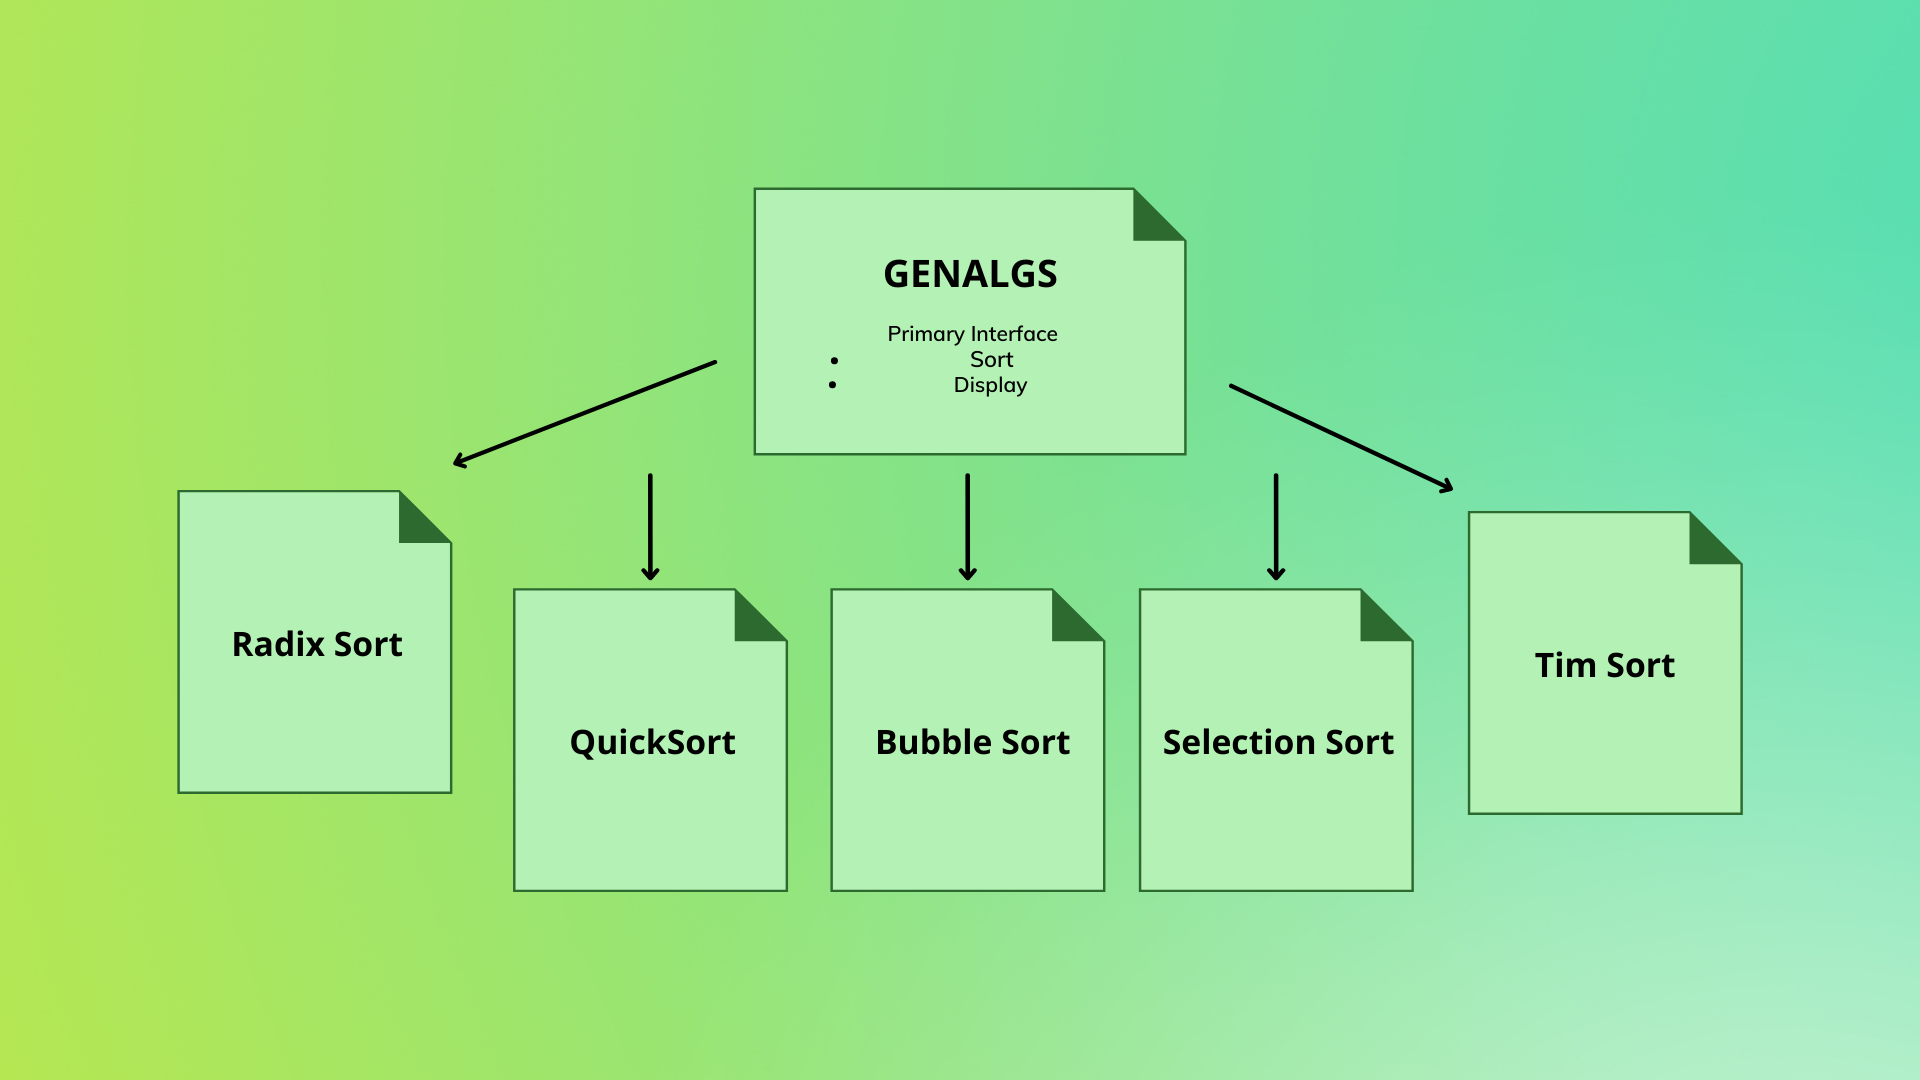 GENALGS
Primary Interface
• Sort
• Display
Radix Sort
QuickSort
Bubble Sort
Selection Sort
Tim Sort